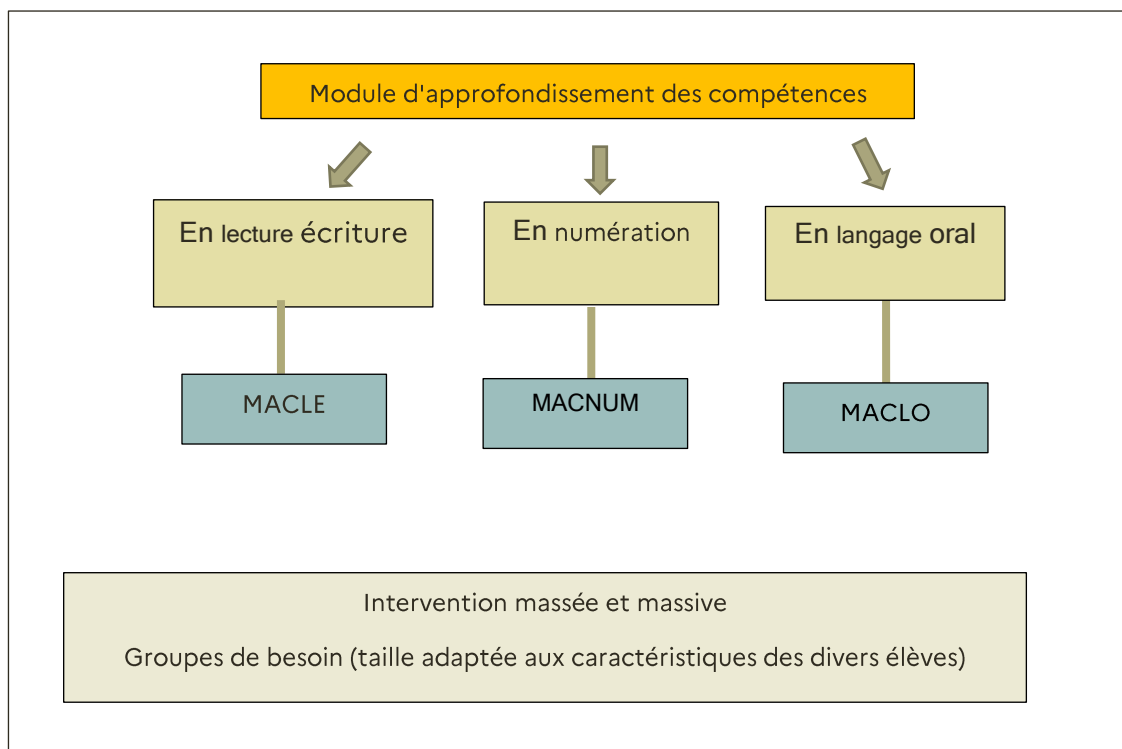 Module d'approfondissement des compétences
En lecture écriture
En numération
En langage oral
MACLE
MACNUM
MACLO
Intervention massée et massive
Groupes de besoin (taille adaptée aux caractéristiques des divers élèves)